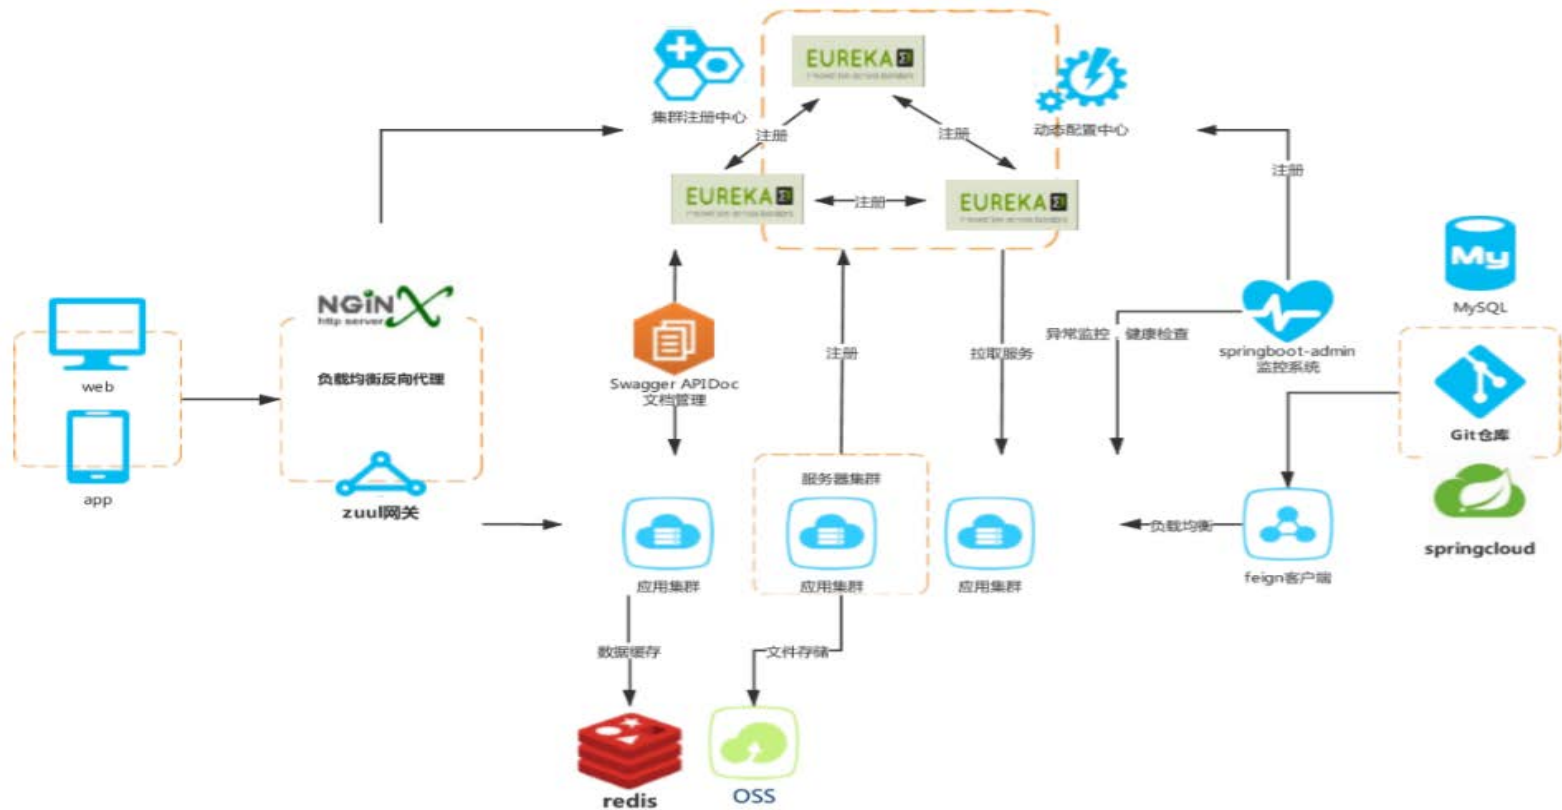 EUREKA
集群注册中心
动态配置中心
注册
注册
注册
EUREKA
注册
EUREKA
My
MySQL
NGiNX
http server
负载均衡反向代理
web
app
zuul网关
Swagger APIDoc
文档管理
注册
拉取服务
异常监控
健康检查
springboot-admin
监控系统
Git仓库
服务器集群
负载均衡
springcloud
应用集群
应用集群
应用集群
feign客户端
数据缓存
文件存储
redis
OSS